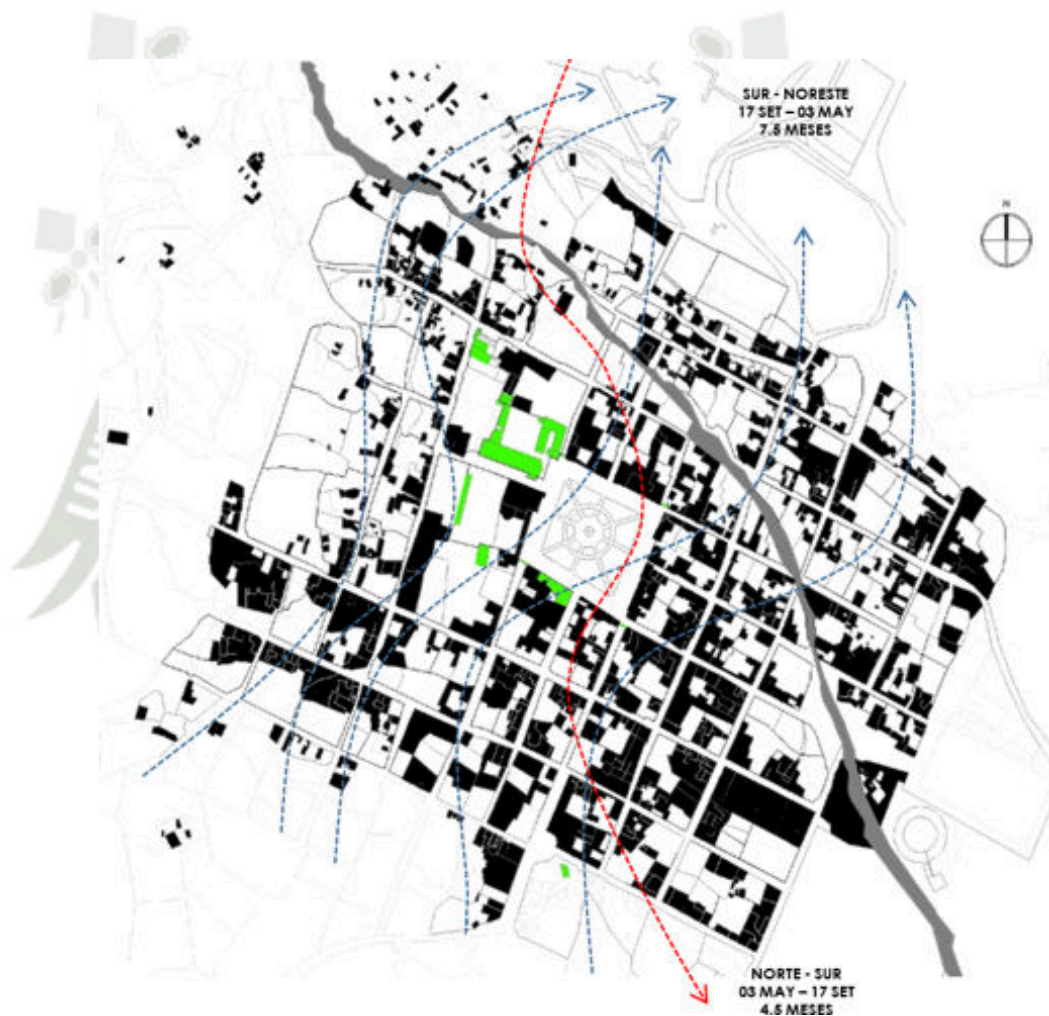 SUR - NORESTE
17 SET – 03 MAY
7.5 MESES
N
NORTE - SUR
03 MAY – 17 SET
4.5 MESES